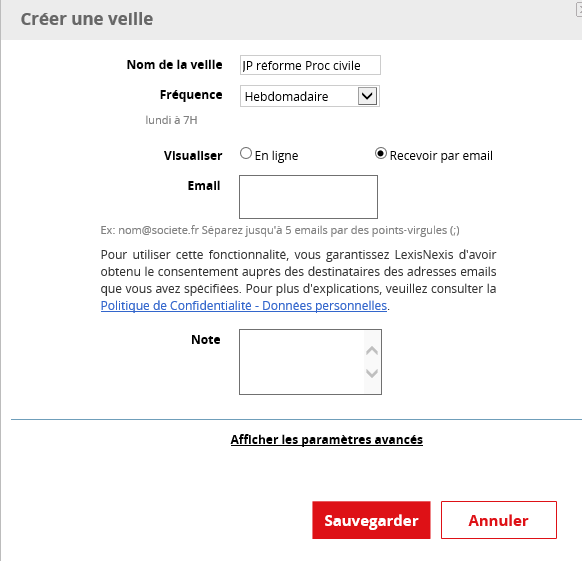 Créer une veille
Nom de la veille JP réforme Proc civile
Fréquence Hebdomadaire
lundi à 7H
Visualiser En ligne Recevoir par email
Email
Ex: nom@societe.fr Séparez jusqu'à 5 emails par des points-virgules (;)
Pour utiliser cette fonctionnalité, vous garantissez LexisNexis d'avoir
obtenu le consentement auprès des destinataires des adresses emails
que vous avez spécifiées. Pour plus d'explications, veuillez consulter la
Politique de Confidentialité - Données personnelles.
Note
Afficher les paramètres avancés
Sauvegarder Annuler